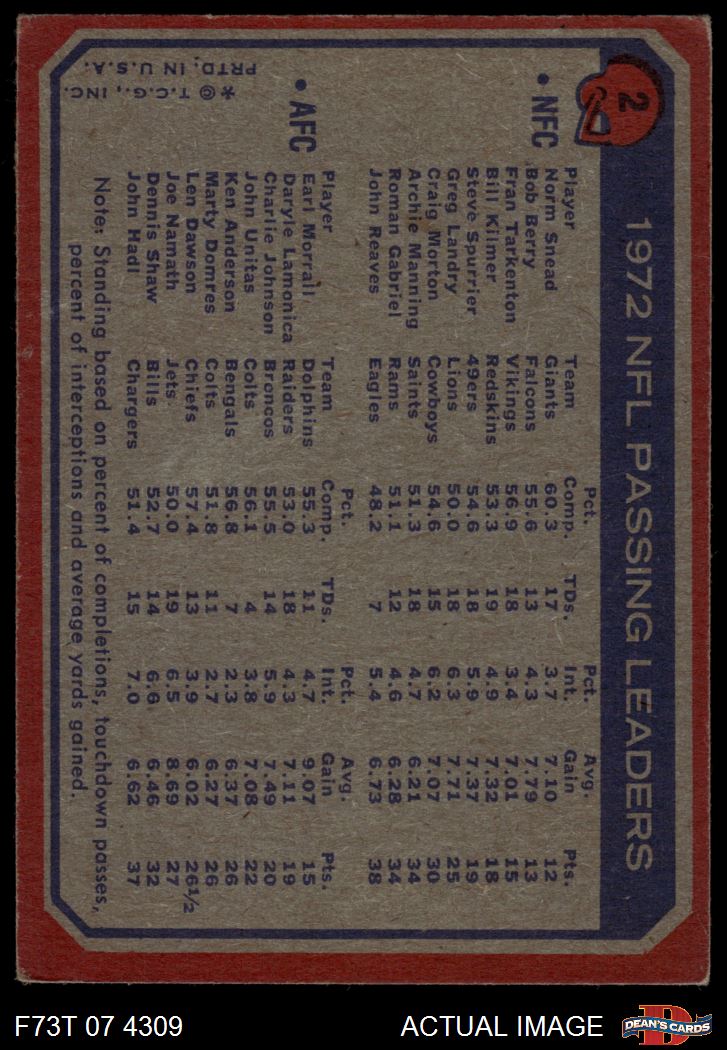 2
1972 NFL PASSING LEADERS
• NFC
Pct. Pct. Avg.
Player Team Comp. TDs. Int. Gain Pts.
Norm Snead Giants 60.3 17 3.7 7.10 12
Bob Berry Falcons 55.6 13 4.3 7.79 13
Fran Tarkenton Vikings 56.9 18 3.4 7.01 15
Bill Kilmer Redskins 53.3 19 4.9 7.32 18
Steve Spurrier 49ers 54.6 18 5.9 7.37 19
Greg Landry Lions 50.0 18 6.3 7.71 25
Craig Morton Cowboys 54.6 15 6.2 7.07 30
Archie Manning Saints 51.3 18 4.7 6.21 34
Roman Gabriel Rams 51.1 12 4.6 6.28 34
John Reaves Eagles 48.2 7 5.4 6.73 38
• AFC
Pct. Pct. Avg.
Player Team Comp. TDs. Int. Gain Pts.
Earl Morrall Dolphins 55.3 11 4.7 9.07 15
Daryle Lamonica Raiders 53.0 18 4.3 7.11 19
Charlie Johnson Broncos 55.5 14 5.9 7.49 20
John Unitas Colts 56.1 4 3.8 7.08 22
Ken Anderson Bengals 56.8 7 2.3 6.37 26
Marty Domres Colts 51.8 11 2.7 6.27 26
Len Dawson Chiefs 57.4 13 3.9 6.02 26½
Joe Namath Jets 50.0 19 6.5 8.69 27
Dennis Shaw Bills 52.7 14 6.6 6.46 32
John Hadl Chargers 51.4 15 7.0 6.62 37
Note: Standing based on percent of completions, touchdown passes,
percent of interceptions and average yards gained.
* © T.C.G., INC.
PRTD. IN U.S.A.
F73T 07 4309
ACTUAL IMAGE
D
DEAN'S CARDS